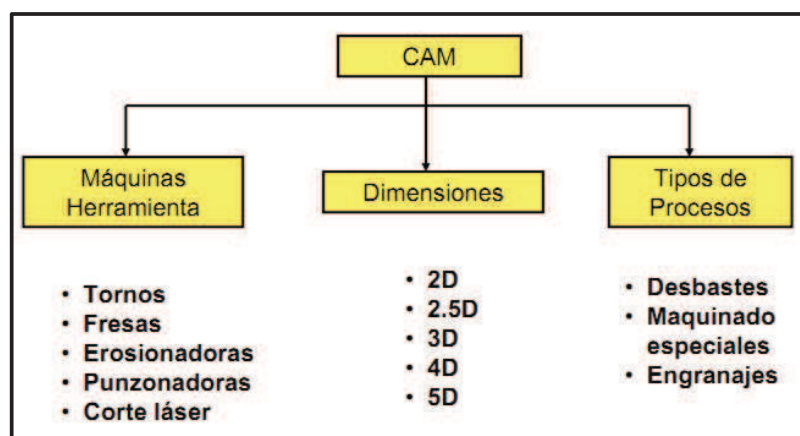 CAM
Máquinas
Herramienta
Dimensiones
Tipos de
Procesos
• Tornos
• Fresas
• Erosionadoras
• Punzonadoras
• Corte láser
• 2D
• 2.5D
• 3D
• 4D
• 5D
• Desbastes
• Maquinado
especiales
• Engranajes